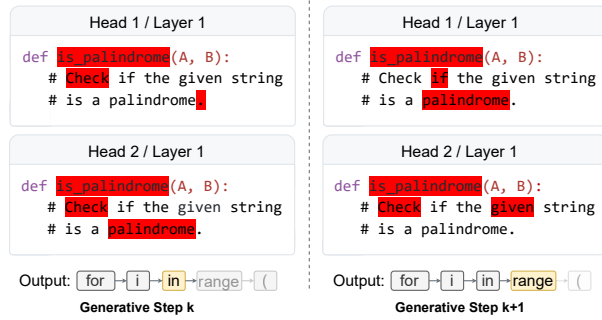 Head 1 / Layer 1
def is_palindrome(A, B):
# Check if the given string
# is a palindrome.
Head 2 / Layer 1
def is_palindrome(A, B):
# Check if the given string
# is a palindrome.
Output: for i in range (
Generative Step k
Head 1 / Layer 1
def is_palindrome(A, B):
# Check if the given string
# is a palindrome.
Head 2 / Layer 1
def is_palindrome(A, B):
# Check if the given string
# is a palindrome.
Output: for i in range (
Generative Step k+1